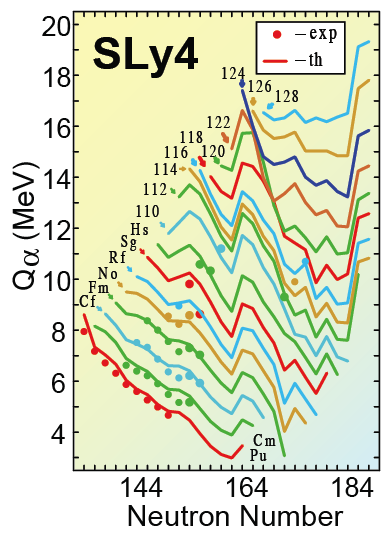 20
18
16
14
12
10
8
6
4
Qα (MeV)
SLy4
–exp
–th
124
126
128
122
118
120
116
114
112
110
Hs
Sg
Rf
No
Fm
Cf
Cm
Pu
144
164
184
Neutron Number